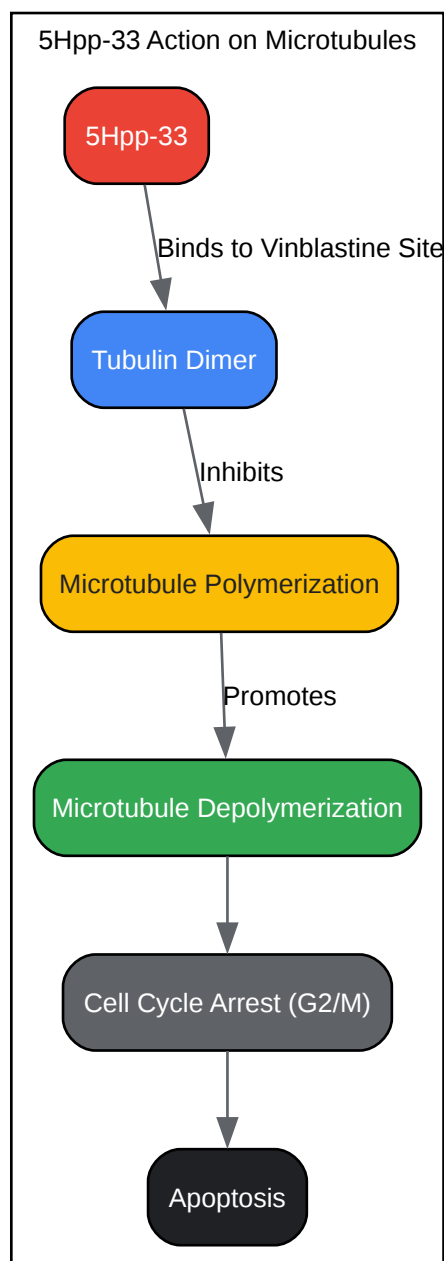 5Hpp-33 Action on Microtubules
5Hpp-33
Binds to Vinblastine Site
Tubulin Dimer
Inhibits
Microtubule Polymerization
Promotes
Microtubule Depolymerization
Cell Cycle Arrest (G2/M)
Apoptosis